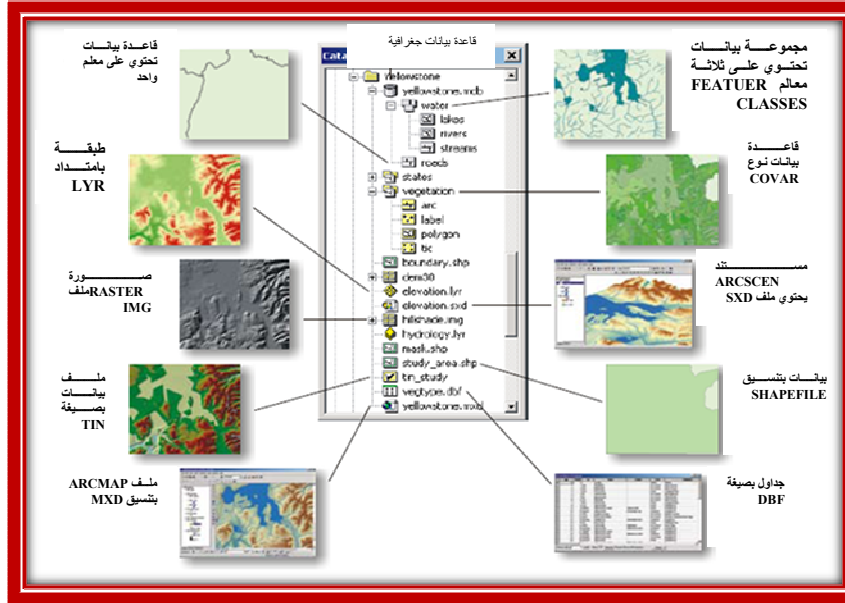 قاعدة بيانات جغرافية
Cata
Yellowstone
yellowstone.mdb
water
lakes
rivers
streams
roads
states
vegetation
arc
label
polygon
tic
boundary.shp
dem30
elevation.lyr
elevation.sxd
hillshade.img
hydrology.lyr
mask.shp
study_area.shp
tin_study
vegtype.dbf
yellowstone.mxd
قاعدة بيانات
تحتوي على معلم
واحد
طبقة
بامتداد
LYR
صورة
RASTERملف
IMG
ملف
بيانات
بصيغة
TIN
ملف ARCMAP
بتنسيق MXD
مجموعة بيانات
تحتوي على ثلاثة
معالم FEATUER
CLASSES
قاعدة
بيانات نوع
COVAR
مستند
ARCSCEN
يحتوي ملف SXD
بيانات بتنسيق
SHAPEFILE
جداول بصيغة
DBF